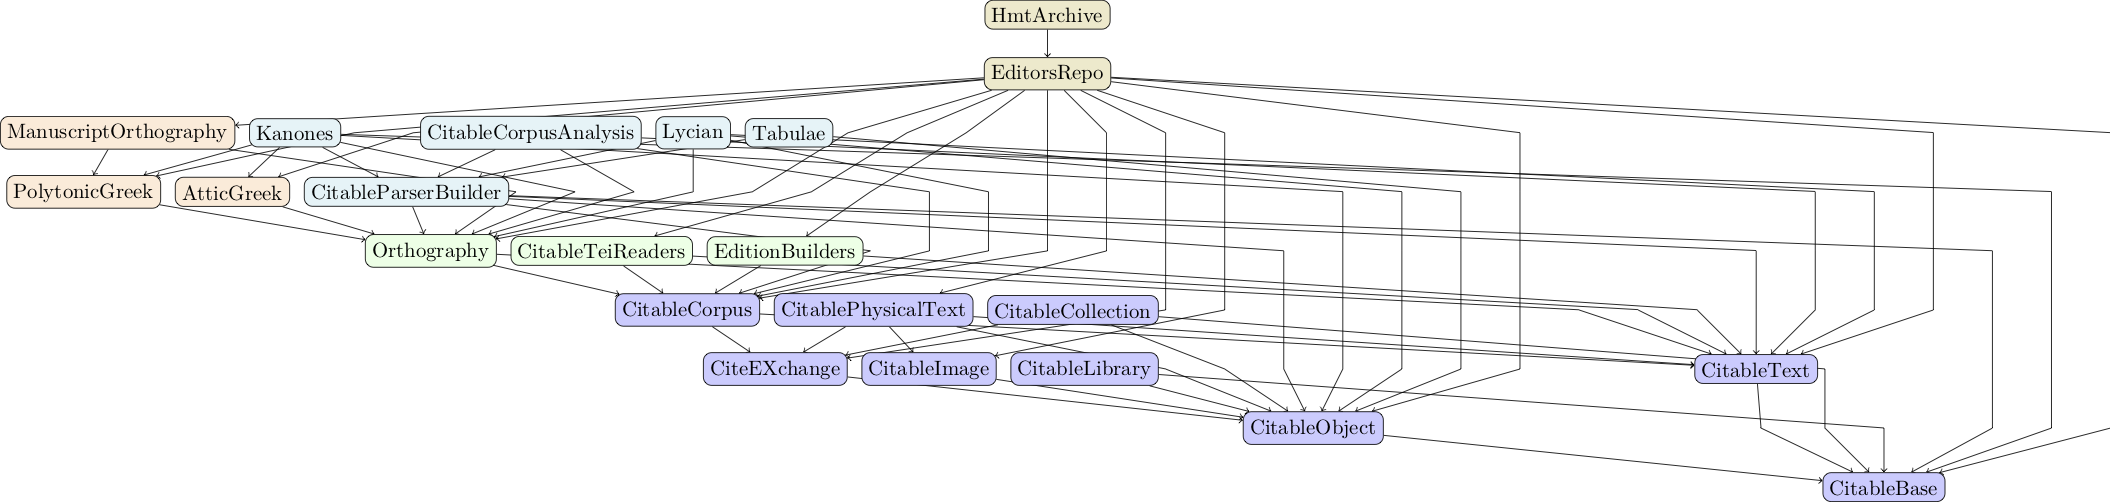 HmtArchive
EditorsRepo
ManuscriptOrthography
Kanones
CitableCorpusAnalysis
Lycian
Tabulae
PolytonicGreek
AtticGreek
CitableParserBuilder
Orthography
CitableTeiReaders
EditionBuilders
CitableCorpus
CitablePhysicalText
CitableCollection
CiteEXchange
CitableImage
CitableLibrary
CitableText
CitableObject
CitableBase